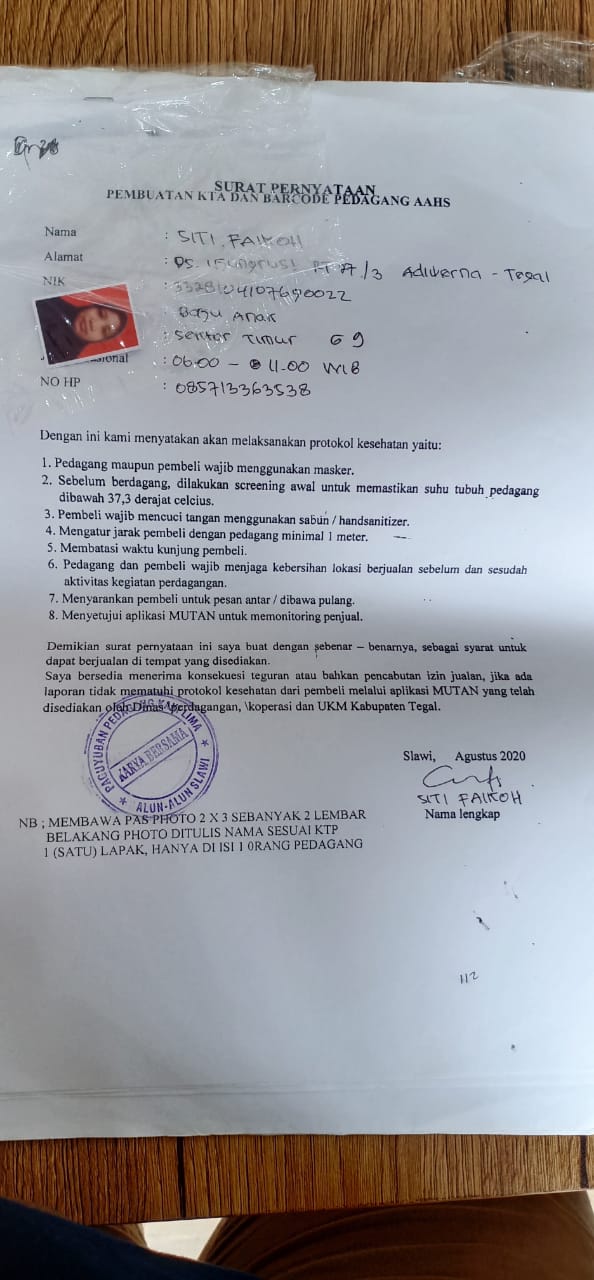 SURAT PERNYATAAN
PEMBUATAN KTA DAN BARCODE PEDAGANG AAHS
Nama : SITI FAIKOH
Alamat : DS. RT 17/3 Adiwerna - Tegal
NIK :
: Baju Anak
: Sektor Timur G 9
sional : 06.00 - 11.00 WIB
NO HP : 085713363538
Dengan ini kami menyatakan akan melaksanakan protokol kesehatan yaitu:
1. Pedagang maupun pembeli wajib menggunakan masker.
2. Sebelum berdagang, dilakukan screening awal untuk memastikan suhu tubuh pedagang
dibawah 37,3 derajat celcius.
3. Pembeli wajib mencuci tangan menggunakan sabun / handsanitizer.
4. Mengatur jarak pembeli dengan pedagang minimal 1 meter.
5. Membatasi waktu kunjung pembeli.
6. Pedagang dan pembeli wajib menjaga kebersihan lokasi berjualan sebelum dan sesudah
aktivitas kegiatan perdagangan.
7. Menyarankan pembeli untuk pesan antar / dibawa pulang.
8. Menyetujui aplikasi MUTAN untuk memonitoring penjual.
Demikian surat pernyataan ini saya buat dengan sebenar – benarnya, sebagai syarat untuk
dapat berjualan di tempat yang disediakan.
Saya bersedia menerima konsekuesi teguran atau bahkan pencabutan izin jualan, jika ada
laporan tidak mematuhi protokol kesehatan dari pembeli melalui aplikasi MUTAN yang telah
disediakan oleh Dinas \perdagangan, \koperasi dan UKM Kabupaten Tegal.
PAGUYUBAN PEDAGANG KAKI LIMA
KARYA BERSAMA
ALUN-ALUN SLAWI
Slawi, Agustus 2020
SITI FAIKOH
Nama lengkap
NB ; MEMBAWA PAS PHOTO 2 X 3 SEBANYAK 2 LEMBAR
BELAKANG PHOTO DITULIS NAMA SESUAI KTP
1 (SATU) LAPAK, HANYA DI ISI 1 0RANG PEDAGANG
112